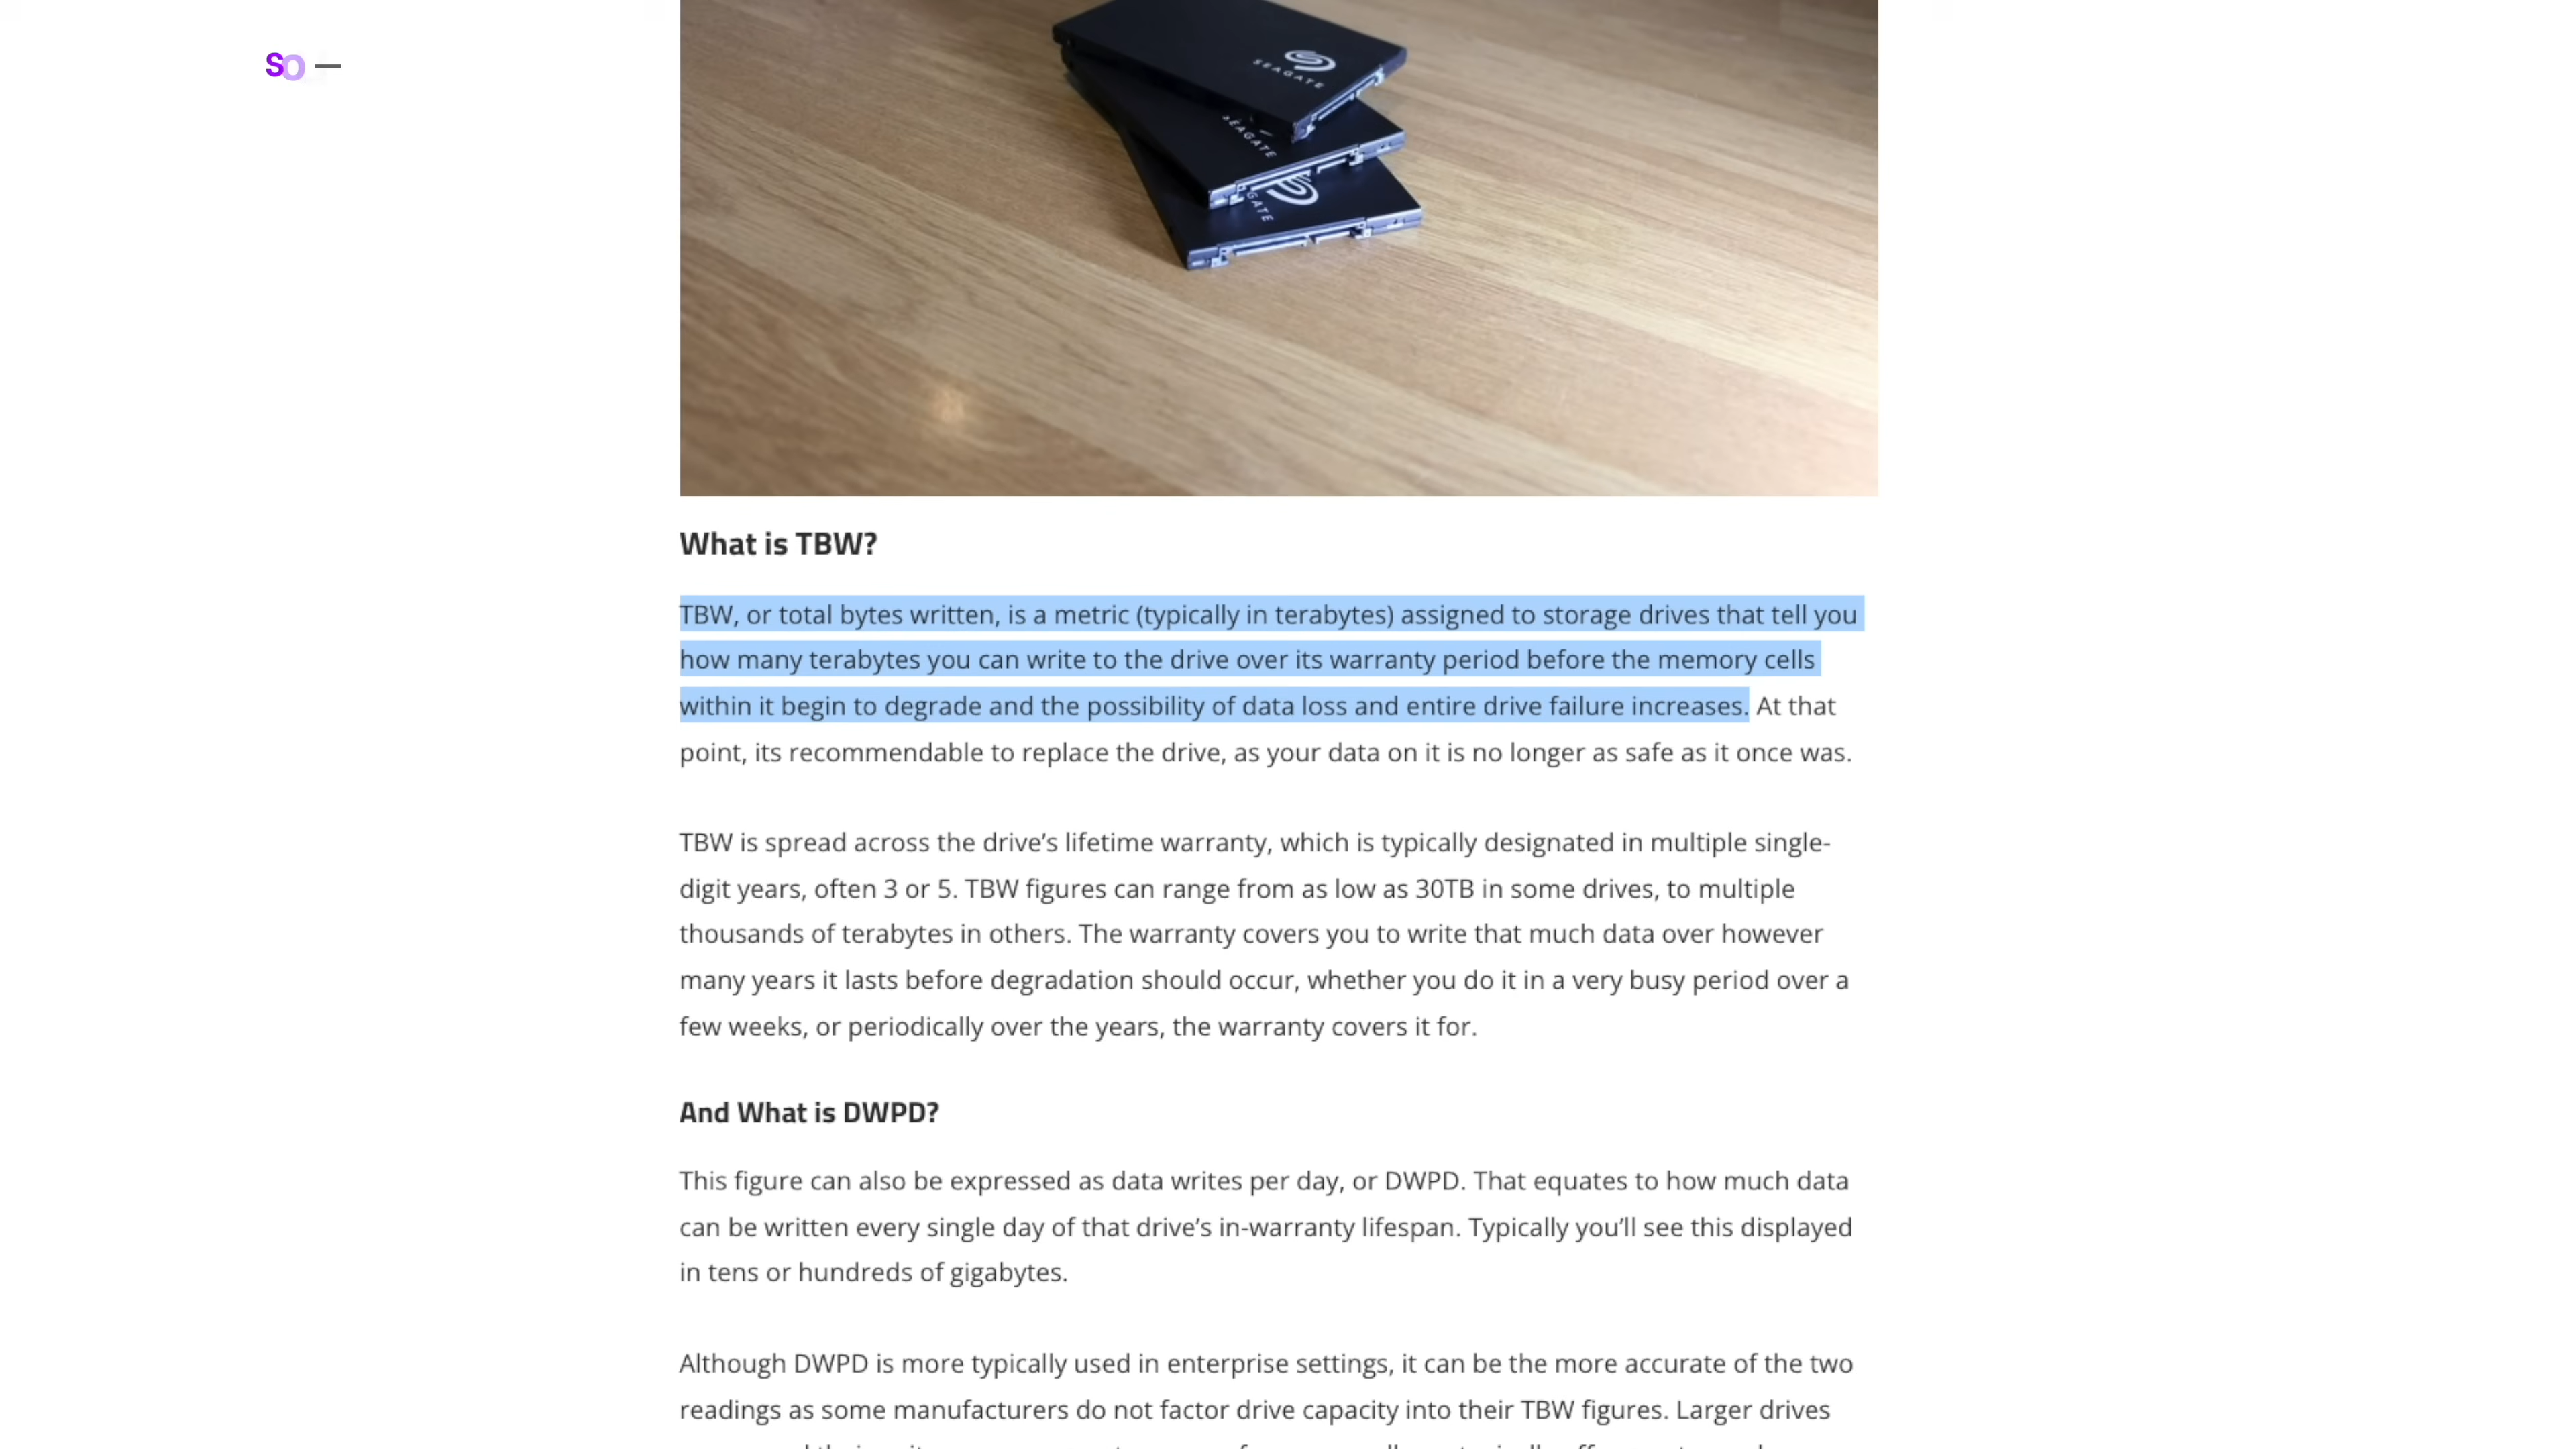 SO —
SEAGATE
SEAGATE
GATE
What is TBW?
TBW, or total bytes written, is a metric (typically in terabytes) assigned to storage drives that tell you
how many terabytes you can write to the drive over its warranty period before the memory cells
within it begin to degrade and the possibility of data loss and entire drive failure increases. At that
point, its recommendable to replace the drive, as your data on it is no longer as safe as it once was.
TBW is spread across the drive’s lifetime warranty, which is typically designated in multiple single-
digit years, often 3 or 5. TBW figures can range from as low as 30TB in some drives, to multiple
thousands of terabytes in others. The warranty covers you to write that much data over however
many years it lasts before degradation should occur, whether you do it in a very busy period over a
few weeks, or periodically over the years, the warranty covers it for.
And What is DWPD?
This figure can also be expressed as data writes per day, or DWPD. That equates to how much data
can be written every single day of that drive’s in-warranty lifespan. Typically you’ll see this displayed
in tens or hundreds of gigabytes.
Although DWPD is more typically used in enterprise settings, it can be the more accurate of the two
readings as some manufacturers do not factor drive capacity into their TBW figures. Larger drives